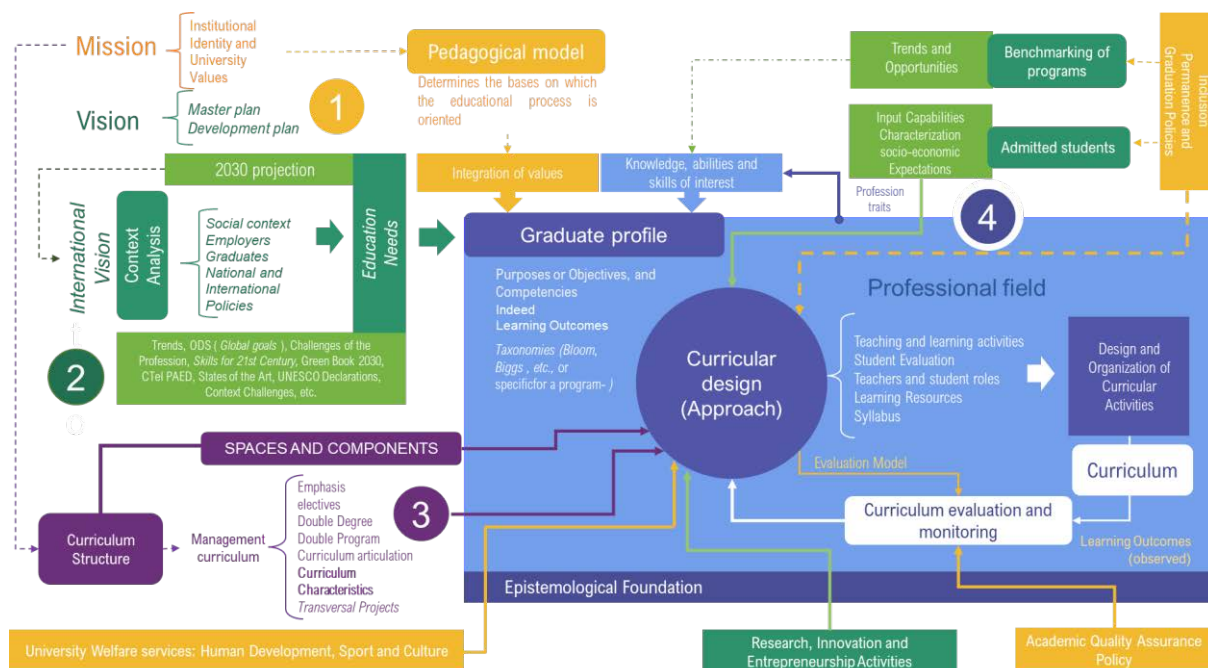 Mission
Institutional
Identity and
University
Values
Vision
Master plan
Development plan
1
Pedagogical model
Determines the bases on which
the educational process is
oriented
Trends and
Opportunities
Benchmarking of
programs
Input Capabilities
Characterization
socio-economic
Expectations
Admitted students
Inclusion
Permanence and
Graduation Policies
2030 projection
International
Vision
Context
Analysis
Social context
Employers
Graduates
National and
International
Policies
Education
Needs
2
Trends, ODS ( Global goals ), Challenges of the
Profession, Skills for 21st Century, Green Book 2030,
CTeI PAED, States of the Art, UNESCO Declarations,
Context Challenges, etc.
Integration of values
Knowledge, abilities and
skills of interest
Profession
traits
4
Graduate profile
Purposes or Objectives, and
Competencies
Indeed
Learning Outcomes
Taxonomies (Bloom,
Biggs , etc., or
specificfor a program- )
Curricular
design
(Approach)
Professional field
Teaching and learning activities
Student Evaluation
Teachers and student roles
Learning Resources
Syllabus
Design and
Organization of
Curricular
Activities
Evaluation Model
Curriculum
Curriculum evaluation and
monitoring
Learning Outcomes
(observed)
Epistemological Foundation
SPACES AND COMPONENTS
Curriculum
Structure
Management
curriculum
Emphasis
electives
Double Degree
Double Program
Curriculum articulation
Curriculum
Characteristics
Transversal Projects
3
University Welfare services: Human Development, Sport and Culture
Research, Innovation and
Entrepreneurship Activities
Academic Quality Assurance
Policy